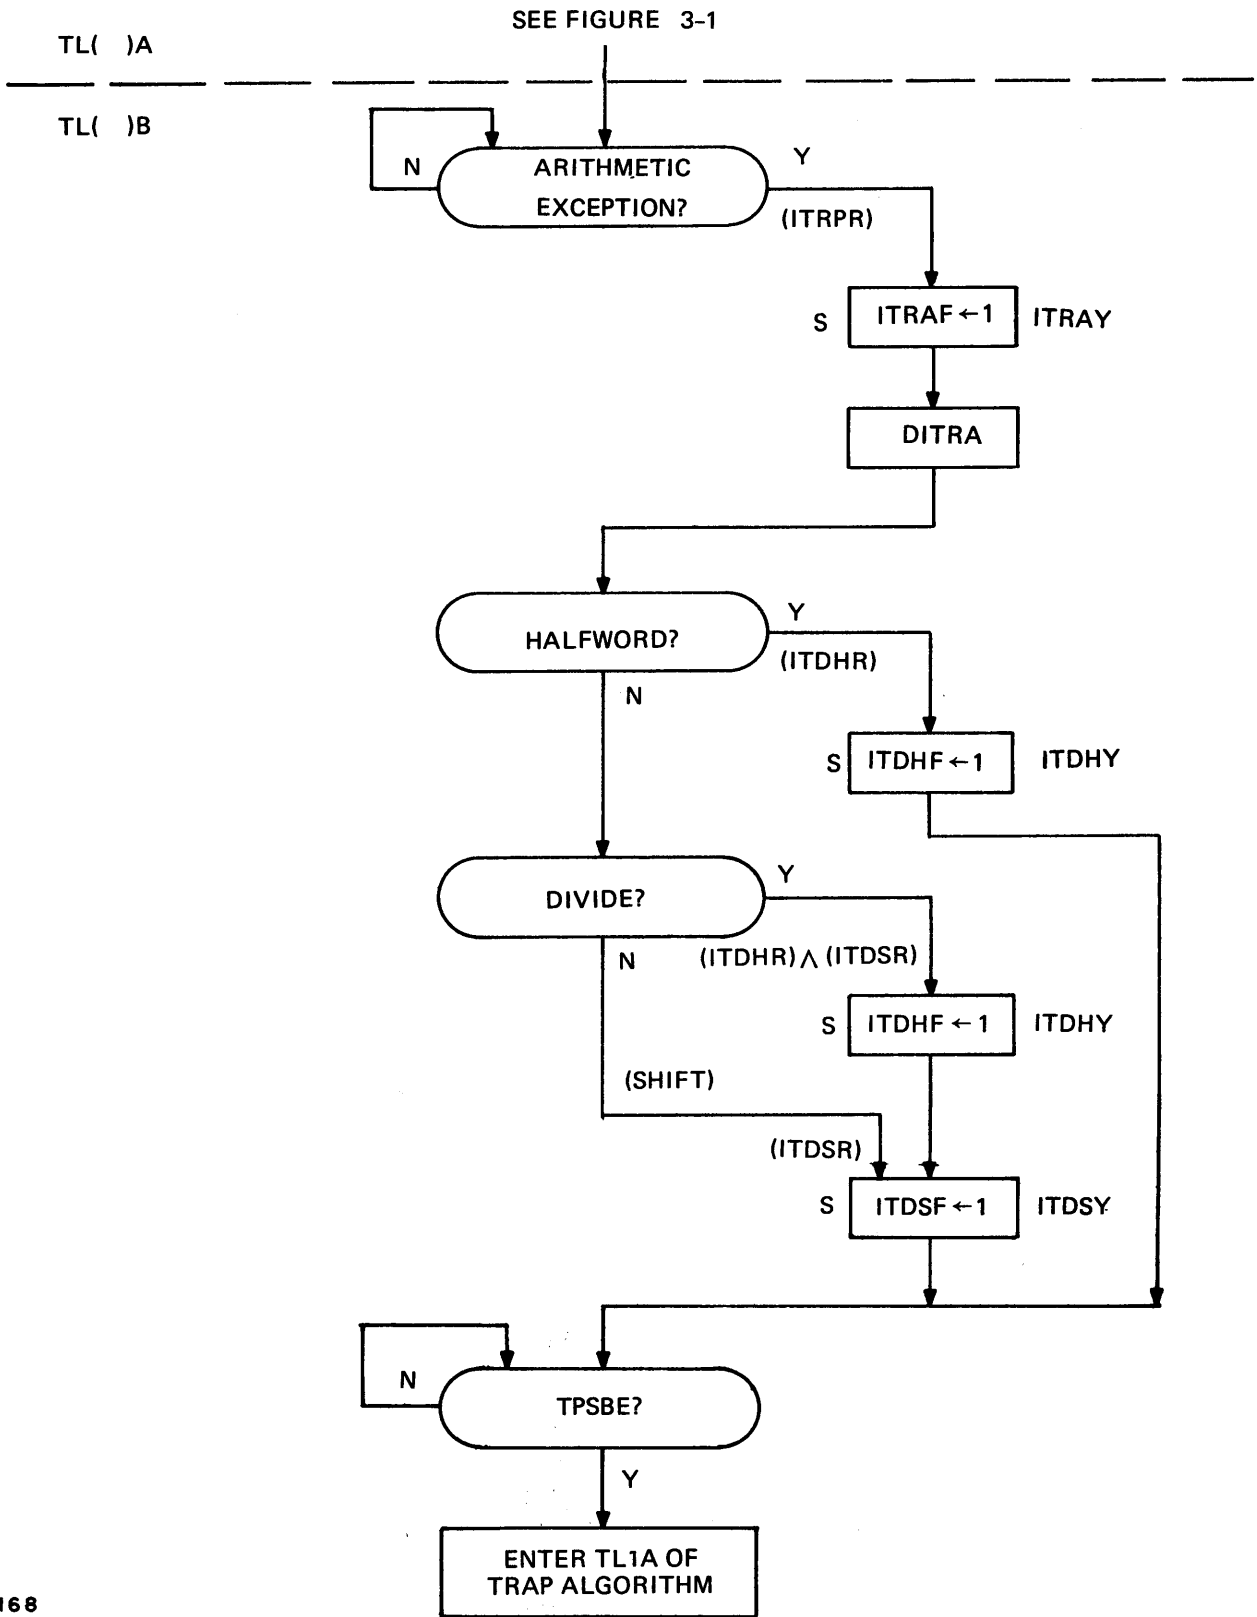 SEE FIGURE 3-1
TL( )A
TL( )B
N
ARITHMETIC
EXCEPTION?
Y
(ITRPR)
S
ITRAF ← 1
ITRAY
DITRA
HALFWORD?
Y
(ITDHR)
N
S
ITDHF ← 1
ITDHY
DIVIDE?
Y
N
(ITDHR) ∧ (ITDSR)
S
ITDHF ← 1
ITDHY
(SHIFT)
(ITDSR)
S
ITDSF ← 1
ITDSY
N
TPSBE?
Y
ENTER TL1A OF
TRAP ALGORITHM
168